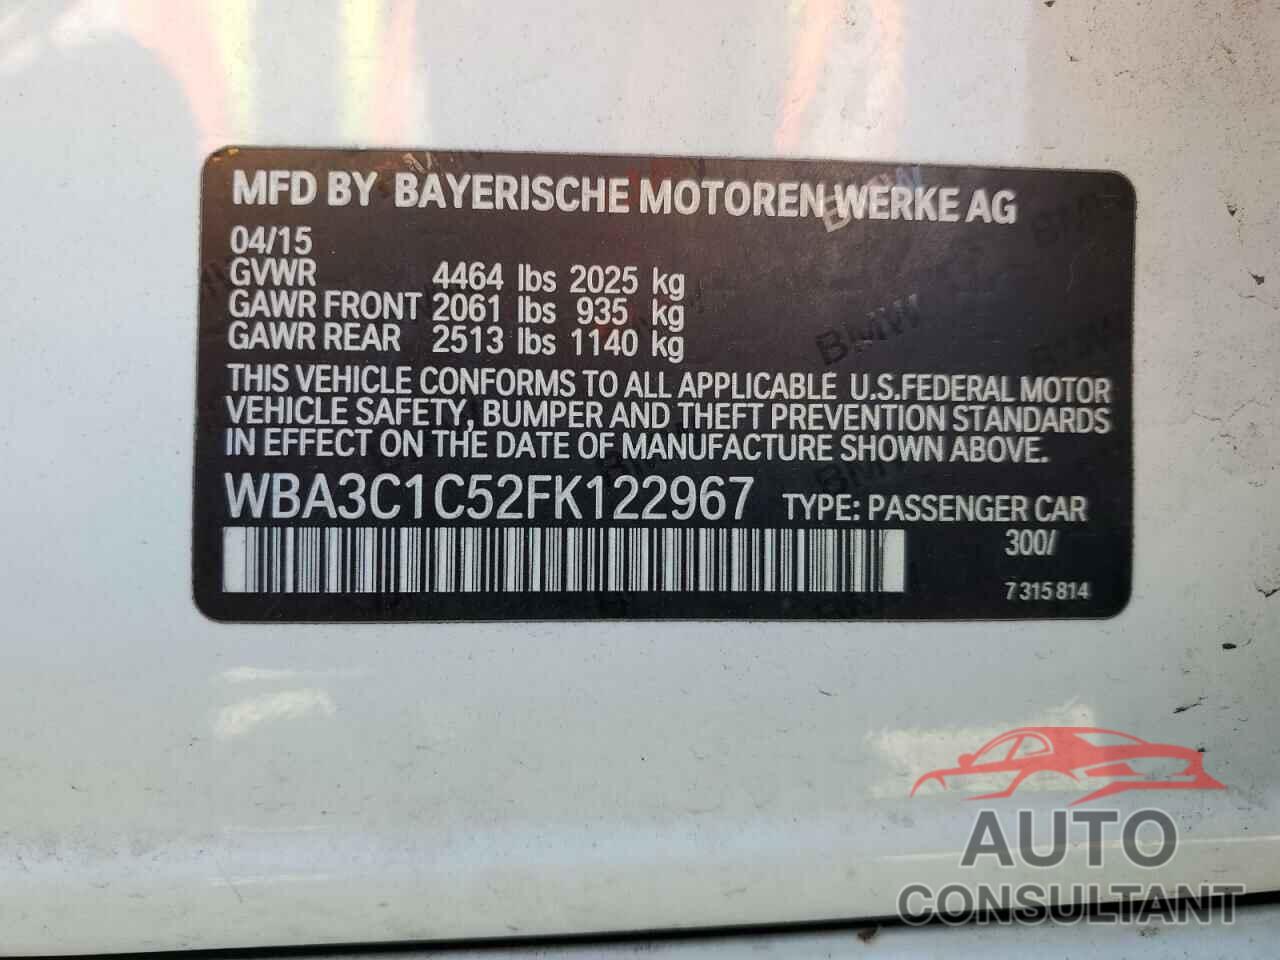 MFD BY BAYERISCHE MOTOREN WERKE AG
04/15
GVWR 4464 lbs 2025 kg
GAWR FRONT 2061 lbs 935 kg
GAWR REAR 2513 lbs 1140 kg
THIS VEHICLE CONFORMS TO ALL APPLICABLE U.S.FEDERAL MOTOR
VEHICLE SAFETY, BUMPER AND THEFT PREVENTION STANDARDS
IN EFFECT ON THE DATE OF MANUFACTURE SHOWN ABOVE.
WBA3C1C52FK122967 TYPE: PASSENGER CAR
300/
7 315 814
AUTO
CONSULTANT